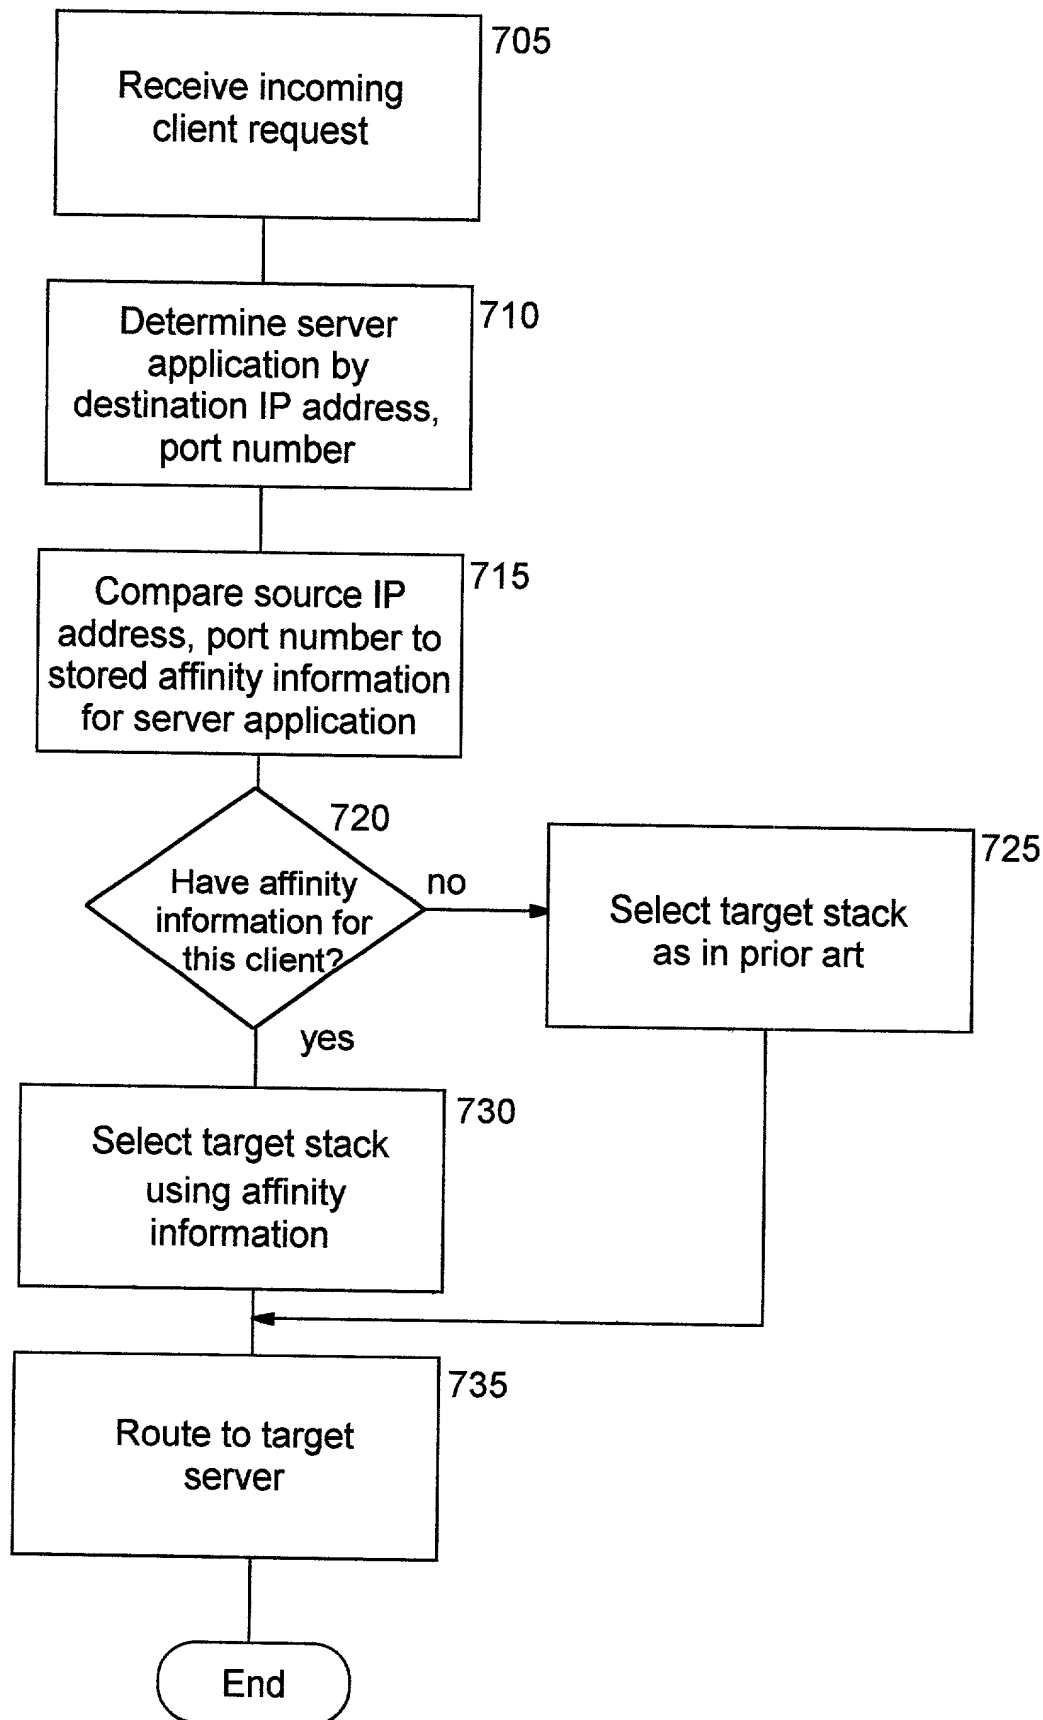 705
Receive incoming
client request
710
Determine server
application by
destination IP address,
port number
715
Compare source IP
address, port number to
stored affinity information
for server application
720
Have affinity
information for
this client?
no
725
Select target stack
as in prior art
yes
730
Select target stack
using affinity
information
735
Route to target
server
End